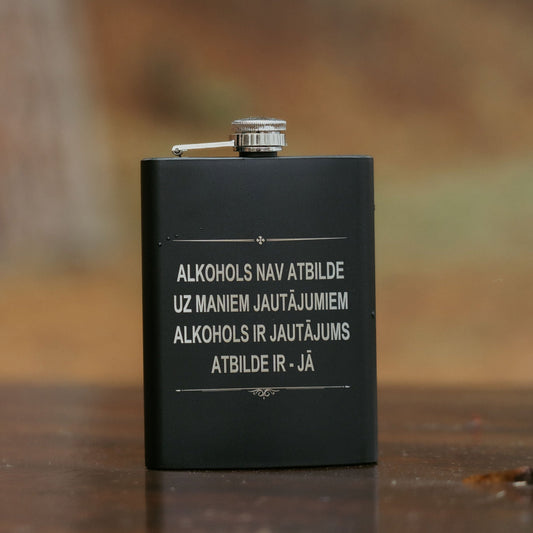 ALKOHOLS NAV ATBILDE
UZ MANIEM JAUTĀJUMIEM
ALKOHOLS IR JAUTĀJUMS
ATBILDE IR - JĀ